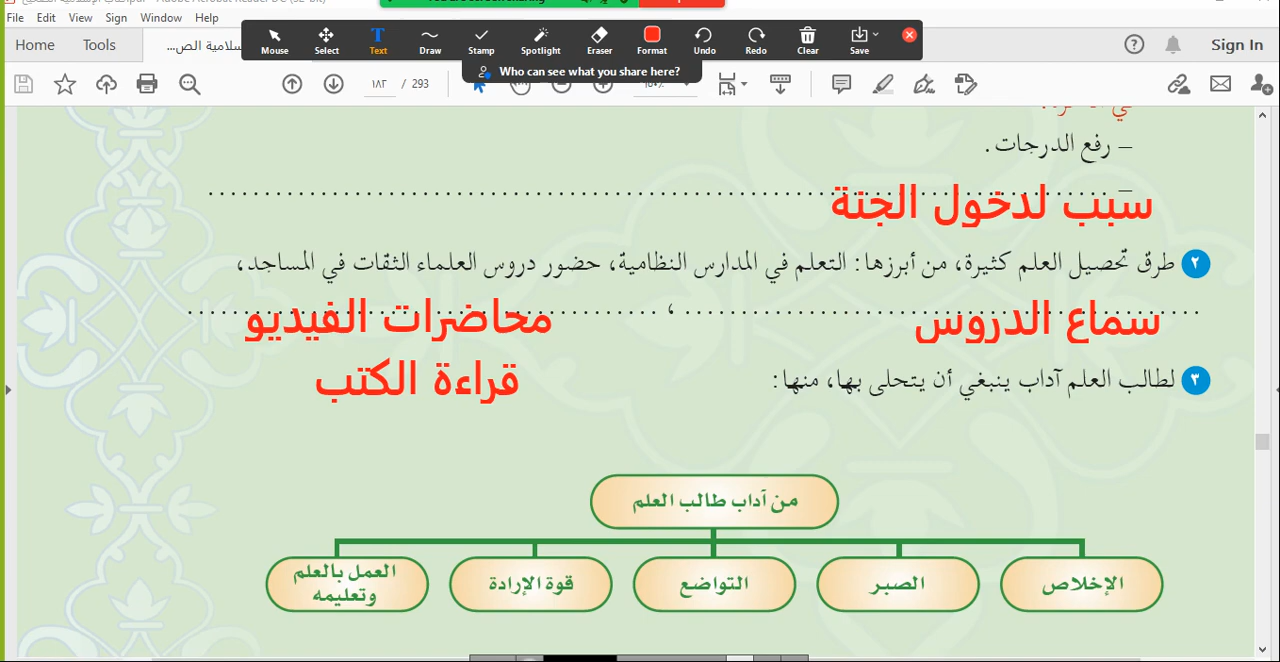 File Edit View Sign Window Help
Home Tools ...سلامية الص Sign In
Mouse Select Text Draw Stamp Spotlight Eraser Format Undo Redo Clear Save
Who can see what you share here?
١٨٣ / 293
– رفع الدرجات.
– سبب لدخول الجنة
٢ طرق تحصيل العلم كثيرة، من أبرزها: التعلم في المدارس النظامية، حضور دروس العلماء الثقات في المساجد،
سماع الدروس ، محاضرات الفيديو
قراءة الكتب
٣ لطالب العلم آداب ينبغي أن يتحلى بها، منها:
من آداب طالب العلم
الإخلاص الصبر التواضع قوة الإرادة العمل بالعلم
وتعليمه